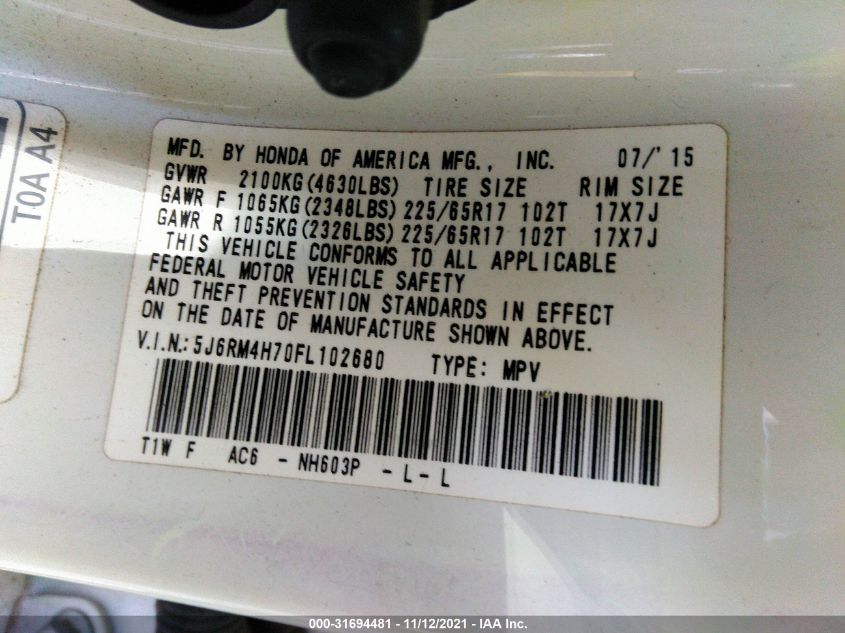 T0A A4
MFD. BY HONDA OF AMERICA MFG., INC. 07/'15
GVWR 2100KG(4630LBS) TIRE SIZE RIM SIZE
GAWR F 1065KG(2348LBS) 225/65R17 102T 17X7J
GAWR R 1055KG(2326LBS) 225/65R17 102T 17X7J
THIS VEHICLE CONFORMS TO ALL APPLICABLE
FEDERAL MOTOR VEHICLE SAFETY
AND THEFT PREVENTION STANDARDS IN EFFECT
ON THE DATE OF MANUFACTURE SHOWN ABOVE.
V.I.N.: 5J6RM4H70FL102680 TYPE: MPV
T1W F AC6 - NH603P - L - L
000-31694481 - 11/12/2021 - IAA Inc.